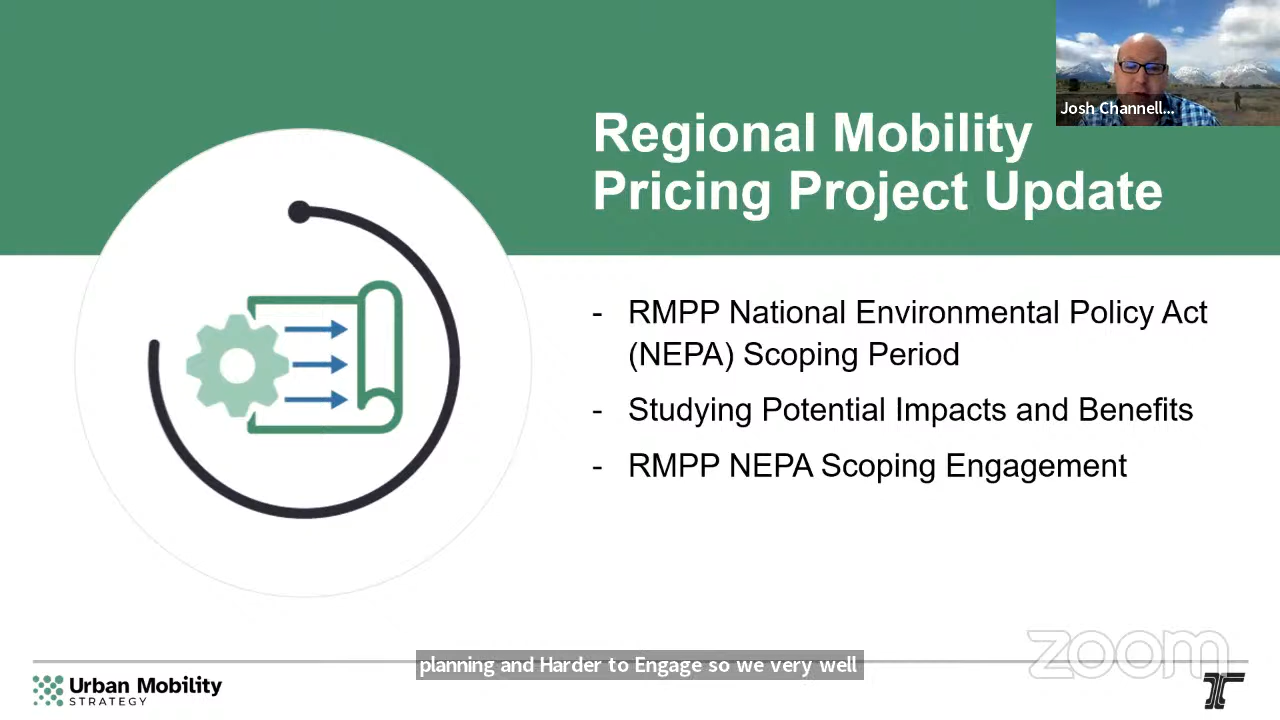 Josh Channell...
Regional Mobility
Pricing Project Update
- RMPP National Environmental Policy Act
(NEPA) Scoping Period
- Studying Potential Impacts and Benefits
- RMPP NEPA Scoping Engagement
zoom
planning and Harder to Engage so we very well
Urban Mobility
STRATEGY